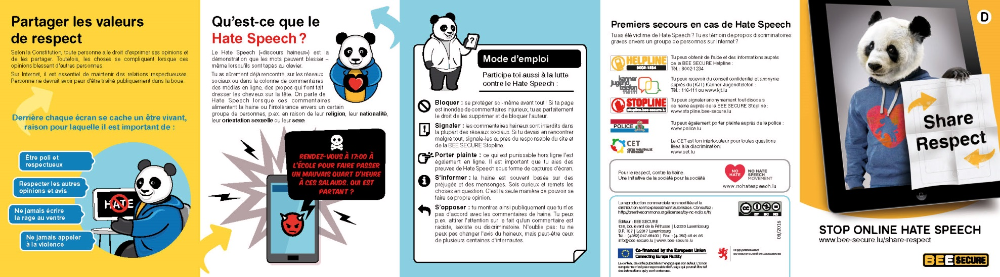 Partager les valeurs
de respect
Selon la Constitution, toute personne a le droit d'exprimer ses opinions et
de les partager. Toutefois, les choses se compliquent lorsque ces
opinions blessent d'autres personnes.
Sur Internet, il est essentiel de maintenir des relations respectueuses.
Personne ne devrait avoir peur d'être traîné publiquement dans la boue.
Derrière chaque écran se cache un être vivant,
raison pour laquelle il est important de :
Être poli et
respectueux
Respecter les autres
opinions et avis
Ne jamais écrire
la rage au ventre
Ne jamais appeler
à la violence
HATE
Qu'est-ce que le
Hate Speech ?
Le Hate Speech («discours haineux») est la
démonstration que les mots peuvent blesser –
même lorsqu'ils sont tapés au clavier.
Tu as sûrement déjà rencontré, sur les réseaux
sociaux ou dans la colonne de commentaires
des médias en ligne, des propos qui t'ont fait
dresser les cheveux sur la tête. On parle de
Hate Speech lorsque ces commentaires
alimentent la haine ou l'intolérance envers un certain
groupe de personnes, p.ex. en raison de leur religion, leur nationalité,
leur orientation sexuelle ou leur sexe.
RENDEZ-VOUS À 17:00 À
L'ÉCOLE POUR FAIRE PASSER
UN MAUVAIS QUART D'HEURE
À CES SALAUDS. QUI EST
PARTANT ?
?
Mode d'emploi
Participe toi aussi à la lutte
contre le Hate Speech :
Bloquer : se protéger soi-même avant tout! Si ta page
est inondée de commentaires injurieux, tu as parfaitement
le droit de les supprimer et de bloquer l'auteur.
Signaler : les commentaires haineux sont interdits dans
la plupart des réseaux sociaux. Si tu devais en rencontrer
malgré tout, signale-les auprès du responsable du site et
de la BEE SECURE Stopline.
Porter plainte : ce qui est punissable hors ligne l'est
également en ligne. Il est important que tu aies des
preuves de Hate Speech sous forme de captures d'écran.
S'informer : la haine est souvent basée sur des
préjugés et des mensonges. Sois curieux et remets les
choses en question. C'est la seule manière de pouvoir se
faire sa propre opinion.
S'opposer : tu montres ainsi publiquement que tu n'es
pas d'accord avec les commentaires de haine. Tu peux
p.ex. attirer l'attention sur le fait qu'un commentaire est
raciste, sexiste ou discriminatoire. N'oublie pas: tu ne
peux pas changer l'avis du haineux, mais peut-être ceux
de plusieurs centaines d'internautes.
Premiers secours en cas de Hate Speech
Tu as été victime de Hate Speech ? Tu es témoin de propos discriminatoires
graves envers un groupe de personnes sur Internet ?
HELPLINE
8002-1234
Tu peux obtenir de l'aide et des informations auprès
de la BEE SECURE Helpline :
Tél.: 8002-1234
kanner
jugend
telefon
116 111
Tu peux recevoir du conseil confidentiel et anonyme
auprès du (KJT) Kanner-Jugendtelefon :
Tél.: 116-111 ou www.kjt.lu
STOPLINE
stopline.bee-secure.lu
Tu peux signaler anonymement tout discours
de haine auprès de la BEE SECURE Stopline :
www.stopline.bee-secure.lu
POLICE
Tu peux également porter plainte auprès de la police :
www.police.lu
CET
Le CET est ton interlocuteur pour toutes questions
liées à la discrimination:
www.cet.lu
Pour le respect, contre la haine.
Une initiative de la société pour la société
NO
HATE
NO HATE
SPEECH
MOVEMENT
www.nohatespeech.lu
La reproduction commerciale non modifiée et la
distribution sont expressément autorisées. Consultez :
http://creativecommons.org/licenses/by-nc-nd/3.0/fr/
CC
BY NC ND
Éditeur : BEE SECURE
138, boulevard de la Pétrusse | L-2330 Luxembourg
B.P. 707 | L-2017 Luxembourg
Tel. : (+352) 247-86400 | Fax. : (+ 352) 46 41 86
info@bee-secure.lu | www.bee-secure.lu
09/2016
Co-financed by the European Union
Connecting Europe Facility
LE GOUVERNEMENT
DU GRAND-DUCHÉ DE LUXEMBOURG
Le contenu de cette publication n'engage que son auteur. L'Union
européenne n'est pas responsable de l'usage qui pourrait être fait
des informations qui y sont contenues.
D
Share
Respect
STOP ONLINE HATE SPEECH
www.bee-secure.lu/share-respect
BEE SECURE